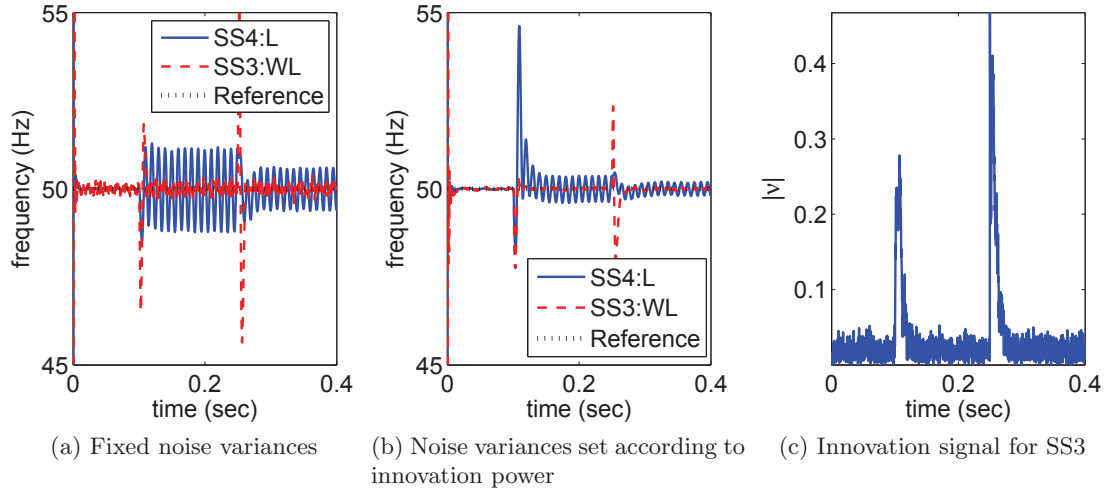 55
50
45
frequency (Hz)
SS4:L
SS3:WL
Reference
0
0.2
0.4
time (sec)
(a) Fixed noise variances
55
50
45
frequency (Hz)
SS4:L
SS3:WL
Reference
0
0.2
0.4
time (sec)
(b) Noise variances set according to
innovation power
0.4
0.3
0.2
0.1
|ν|
0
0.2
0.4
time (sec)
(c) Innovation signal for SS3